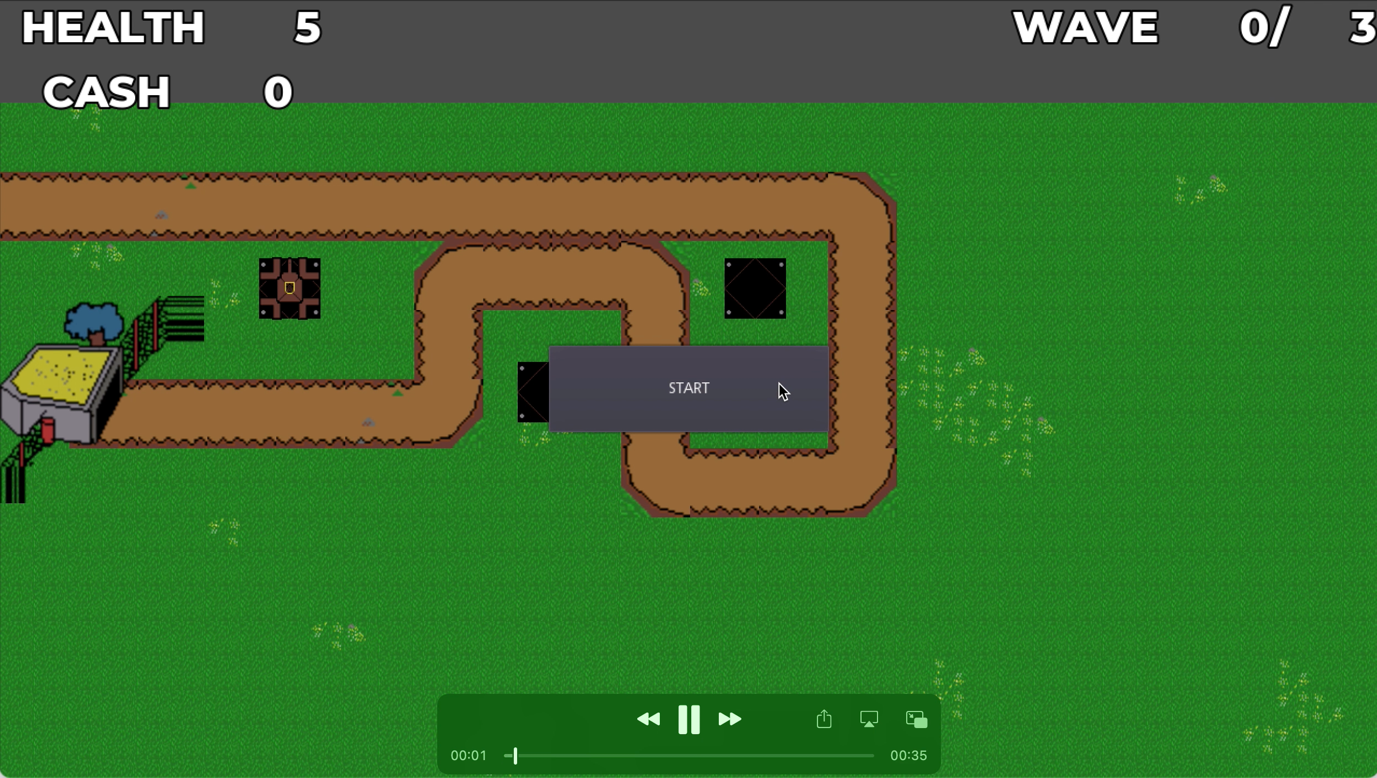 HEALTH 5
WAVE 0/ 3
CASH 0
START
00:01
00:35